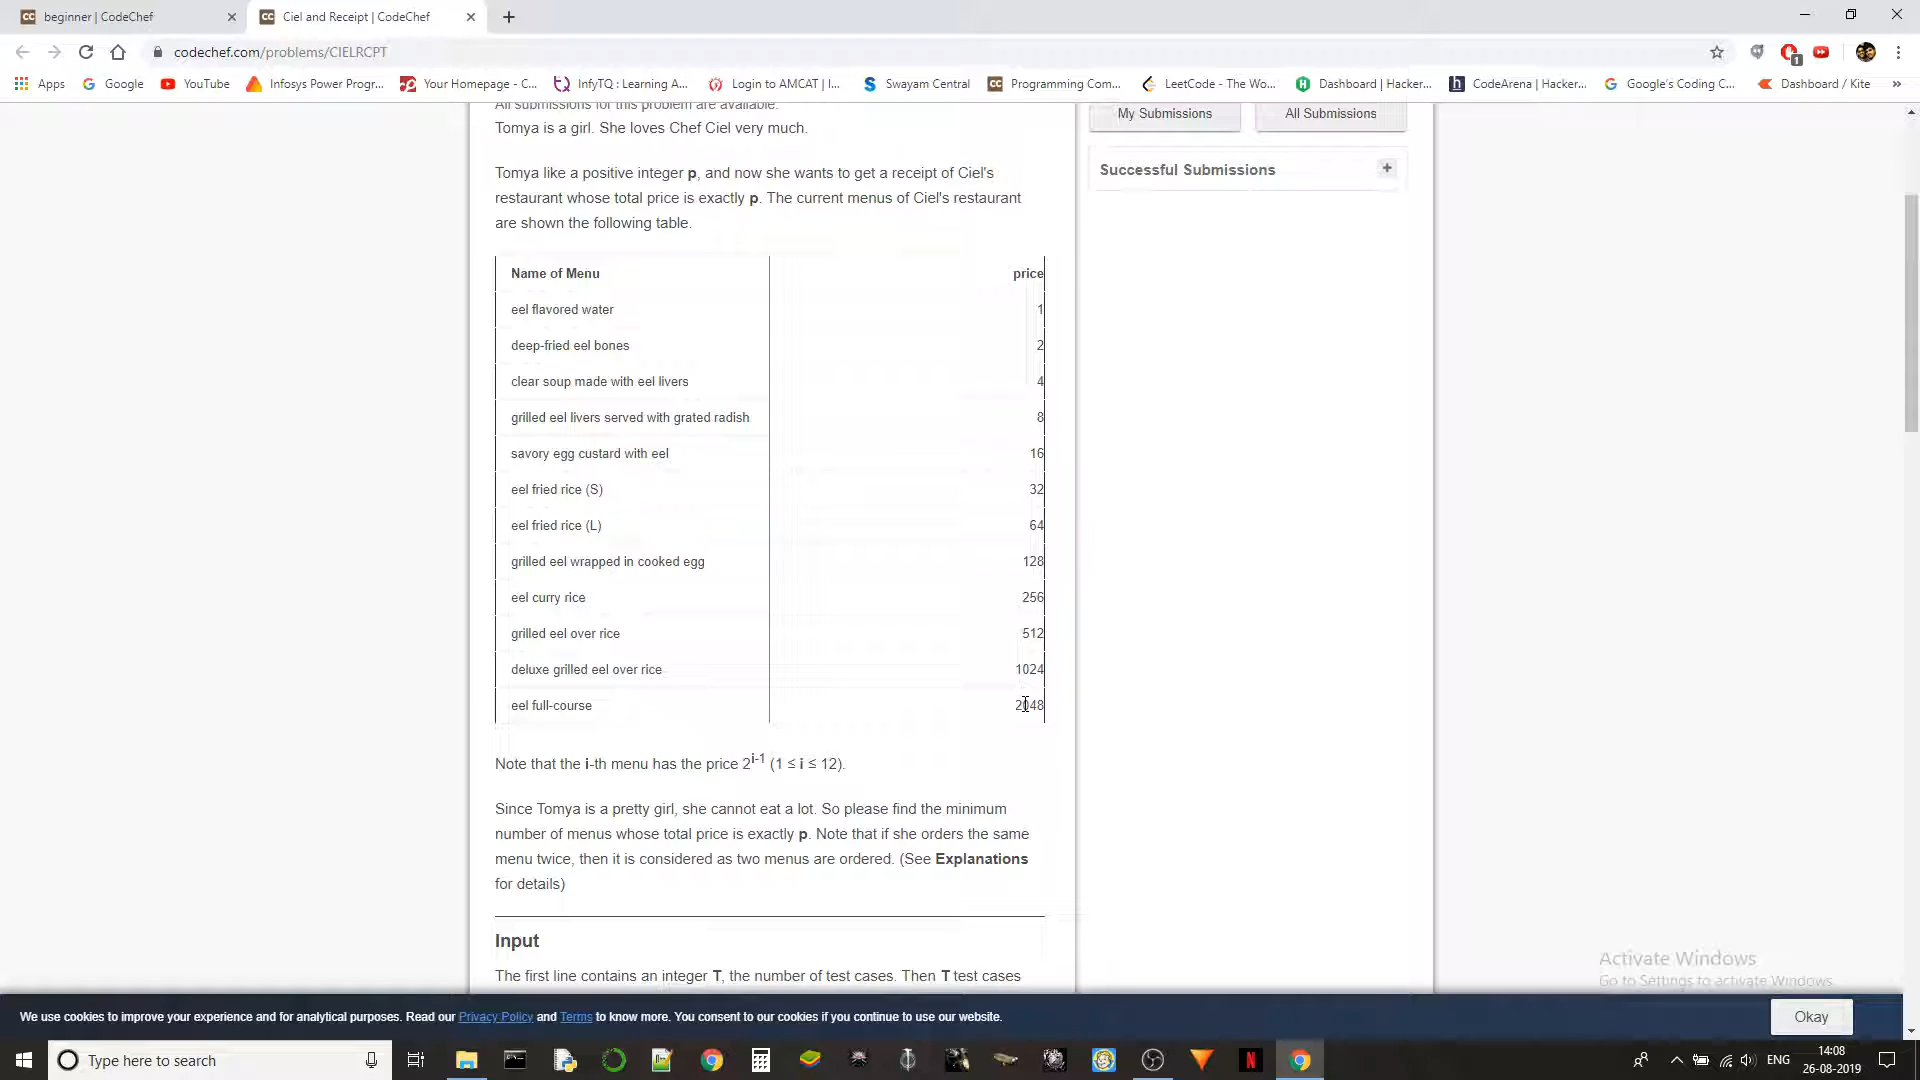 beginner | CodeChef
Ciel and Receipt | CodeChef
codechef.com/problems/CIELRCPT
1
Apps
Google
YouTube
Infosys Power Progr...
Your Homepage - C...
InfyTQ : Learning A...
Login to AMCAT | I...
Swayam Central
Programming Com...
LeetCode - The Wo...
Dashboard | Hacker...
CodeArena | Hacker...
Google's Coding C...
Dashboard / Kite
»
All submissions for this problem are available.
Tomya is a girl. She loves Chef Ciel very much.
My Submissions
All Submissions
Successful Submissions
+
Tomya like a positive integer p, and now she wants to get a receipt of Ciel's
restaurant whose total price is exactly p. The current menus of Ciel's restaurant
are shown the following table.
Name of Menu price
eel flavored water 1
deep-fried eel bones 2
clear soup made with eel livers 4
grilled eel livers served with grated radish 8
savory egg custard with eel 16
eel fried rice (S) 32
eel fried rice (L) 64
grilled eel wrapped in cooked egg 128
eel curry rice 256
grilled eel over rice 512
deluxe grilled eel over rice 1024
eel full-course 2048
Note that the i-th menu has the price 2^i-1 (1 ≤ i ≤ 12).
Since Tomya is a pretty girl, she cannot eat a lot. So please find the minimum
number of menus whose total price is exactly p. Note that if she orders the same
menu twice, then it is considered as two menus are ordered. (See Explanations
for details)
Input
The first line contains an integer T, the number of test cases. Then T test cases
Activate Windows
Go to Settings to activate Windows.
We use cookies to improve your experience and for analytical purposes. Read our Privacy Policy and Terms to know more. You consent to our cookies if you continue to use our website.
Okay
Type here to search
ENG
14:08
26-08-2019